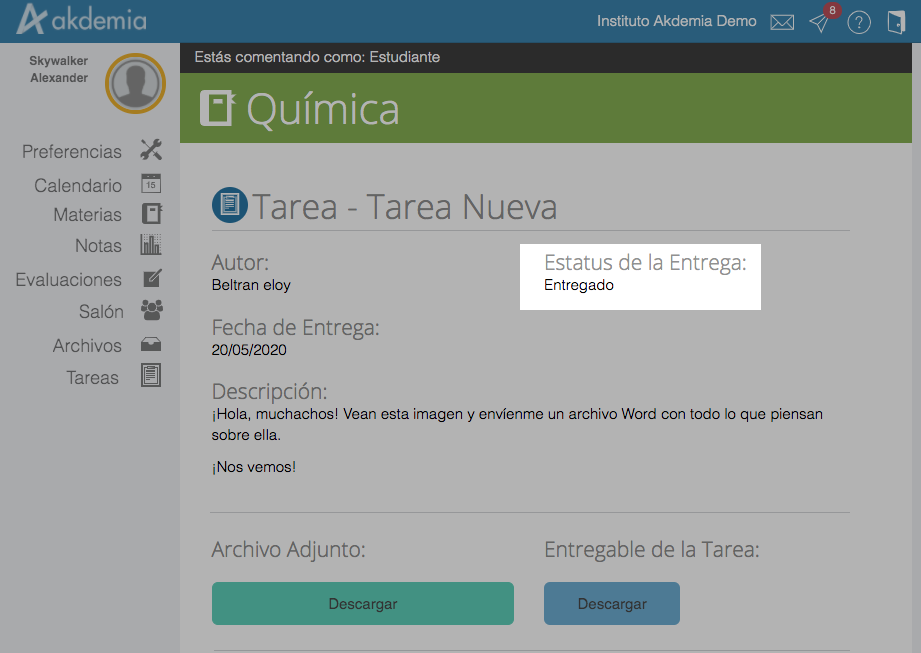 akdemia
Instituto Akdemia Demo
8
?
Skywalker
Alexander
Estás comentando como: Estudiante
Química
Preferencias
Calendario
15
Materias
Notas
Evaluaciones
Salón
Archivos
Tareas
Tarea - Tarea Nueva
Autor:
Beltran eloy
Estatus de la Entrega:
Entregado
Fecha de Entrega:
20/05/2020
Descripción:
¡Hola, muchachos! Vean esta imagen y envíenme un archivo Word con todo lo que piensan
sobre ella.
¡Nos vemos!
Archivo Adjunto:
Entregable de la Tarea:
Descargar
Descargar